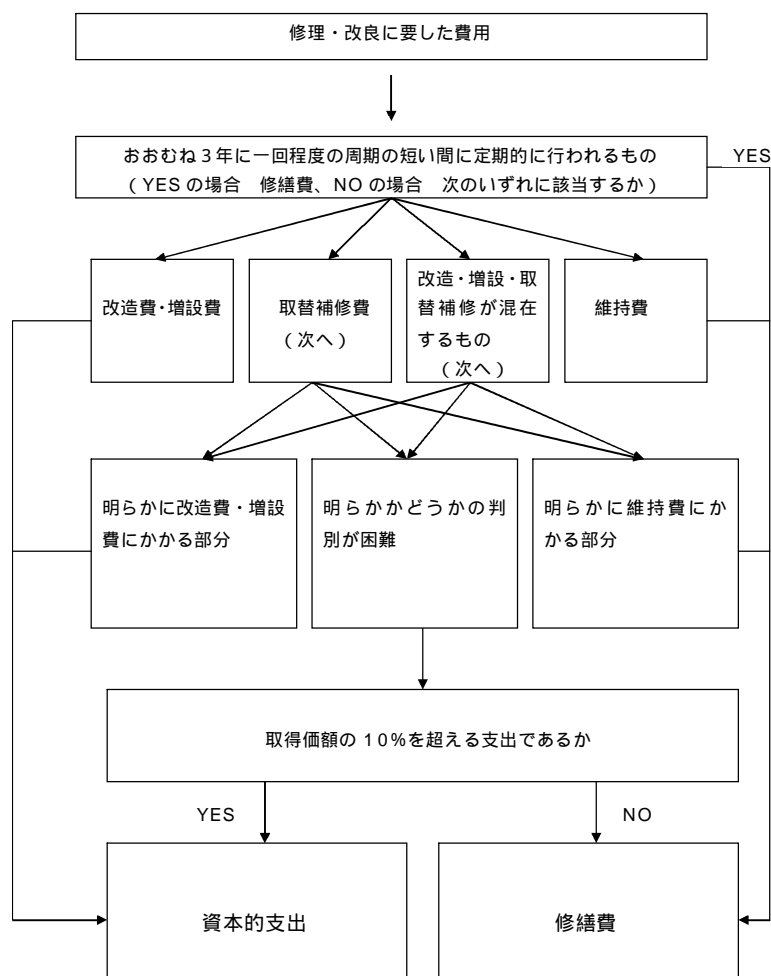 修理・改良に要した費用
おおむね3年に一回程度の周期の短い間に定期的に行われるもの
(YESの場合　修繕費、NOの場合　次のいずれに該当するか)
YES
改造費・増設費
取替補修費
(次へ)
改造・増設・取
替補修が混在
するもの
(次へ)
維持費
明らかに改造費・増設
費にかかる部分
明らかかどうかの判
別が困難
明らかに維持費にか
かる部分
取得価額の10%を超える支出であるか
YES
NO
資本的支出
修繕費